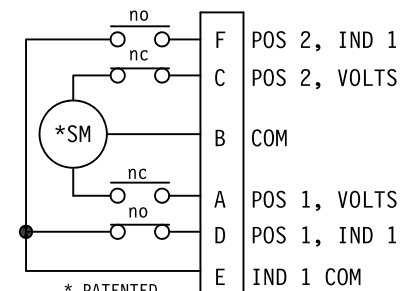 no
F POS 2, IND 1
nc
C POS 2, VOLTS
*SM
B COM
nc
A POS 1, VOLTS
no
D POS 1, IND 1
E IND 1 COM
* PATENTED